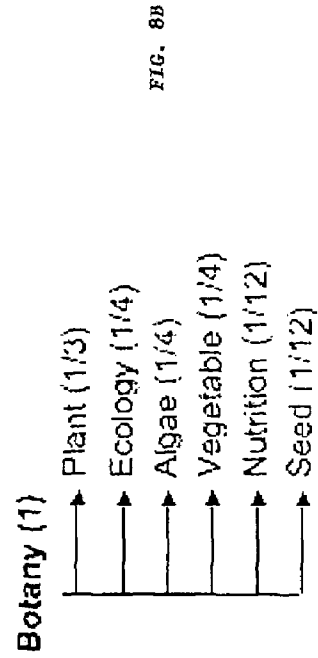 Botany (1)
Plant (1/3)
Ecology (1/4)
Algae (1/4)
Vegetable (1/4)
Nutrition (1/12)
Seed (1/12)
FIG. 8B